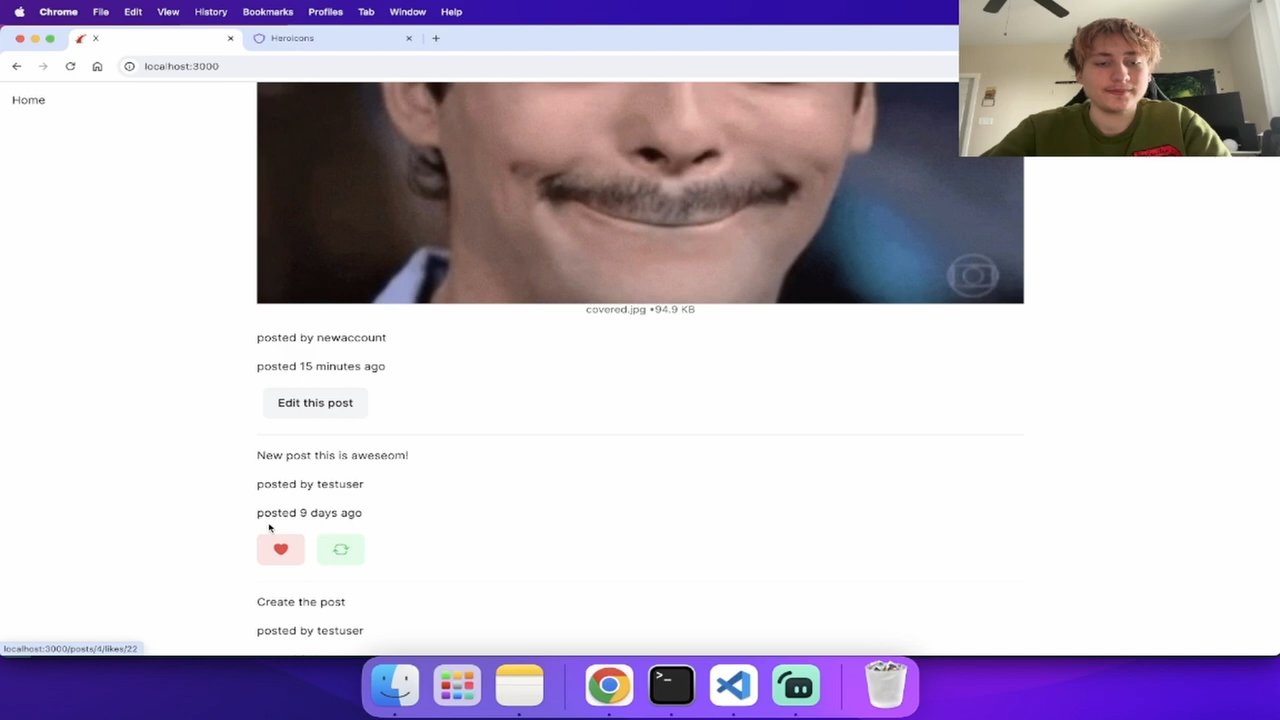 Chrome File Edit View History Bookmarks Profiles Tab Window Help
Heroicons
localhost:3000
Home
covered.jpg •94.9 KB
posted by newaccount
posted 15 minutes ago
Edit this post
New post this is aweseom!
posted by testuser
posted 9 days ago
Create the post
posted by testuser
localhost:3000/posts/4/likes/22